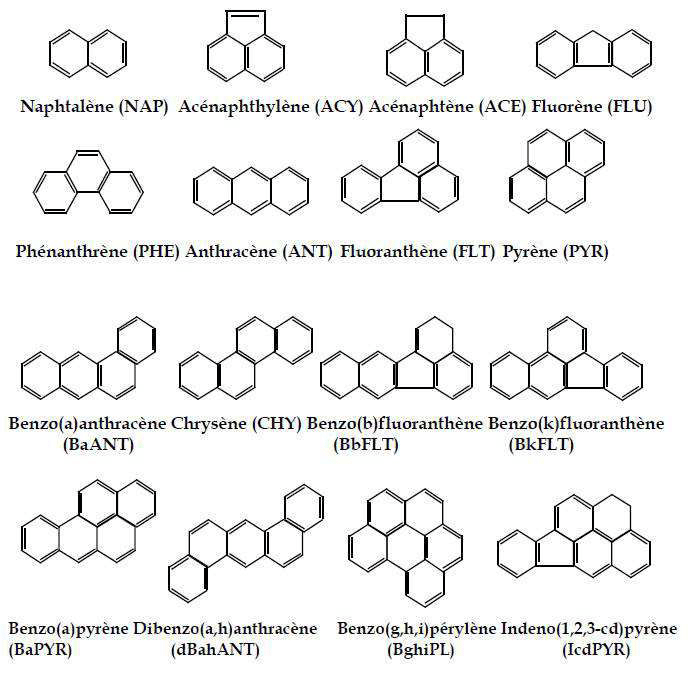 Naphtalène (NAP) Acénaphthylène (ACY) Acénaphtène (ACE) Fluorène (FLU)
Phénanthrène (PHE) Anthracène (ANT) Fluoranthène (FLT) Pyrène (PYR)
Benzo(a)anthracène Chrysène (CHY) Benzo(b)fluoranthène Benzo(k)fluoranthène
(BaANT) (BbFLT) (BkFLT)
Benzo(a)pyrène Dibenzo(a,h)anthracène Benzo(g,h,i)pérylène Indeno(1,2,3-cd)pyrène
(BaPYR) (dBahANT) (BghiPL) (IcdPYR)